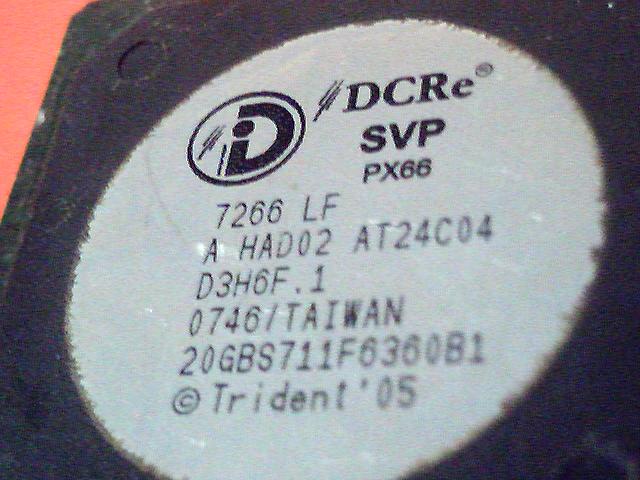 DCRe®
SVP
PX66
7266 LF
A HAD02 AT24C04
D3H6F.1
0746/TAIWAN
20GBS711F6360B1
©Trident'05